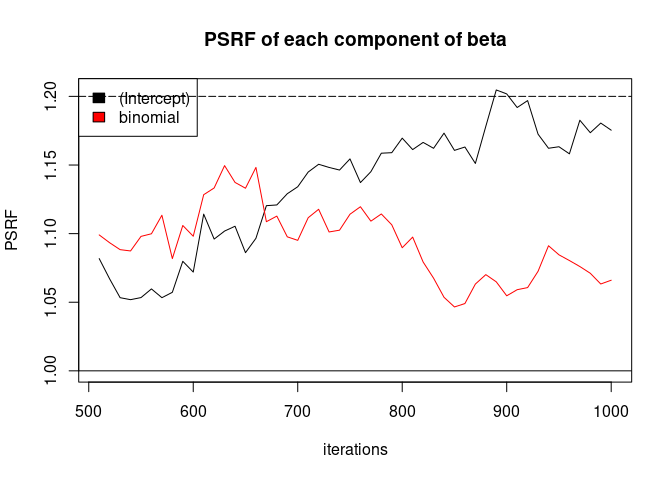 PSRF of each component of beta
(Intercept)
binomial
PSRF
1.20
1.15
1.10
1.05
1.00
500 600 700 800 900 1000
iterations